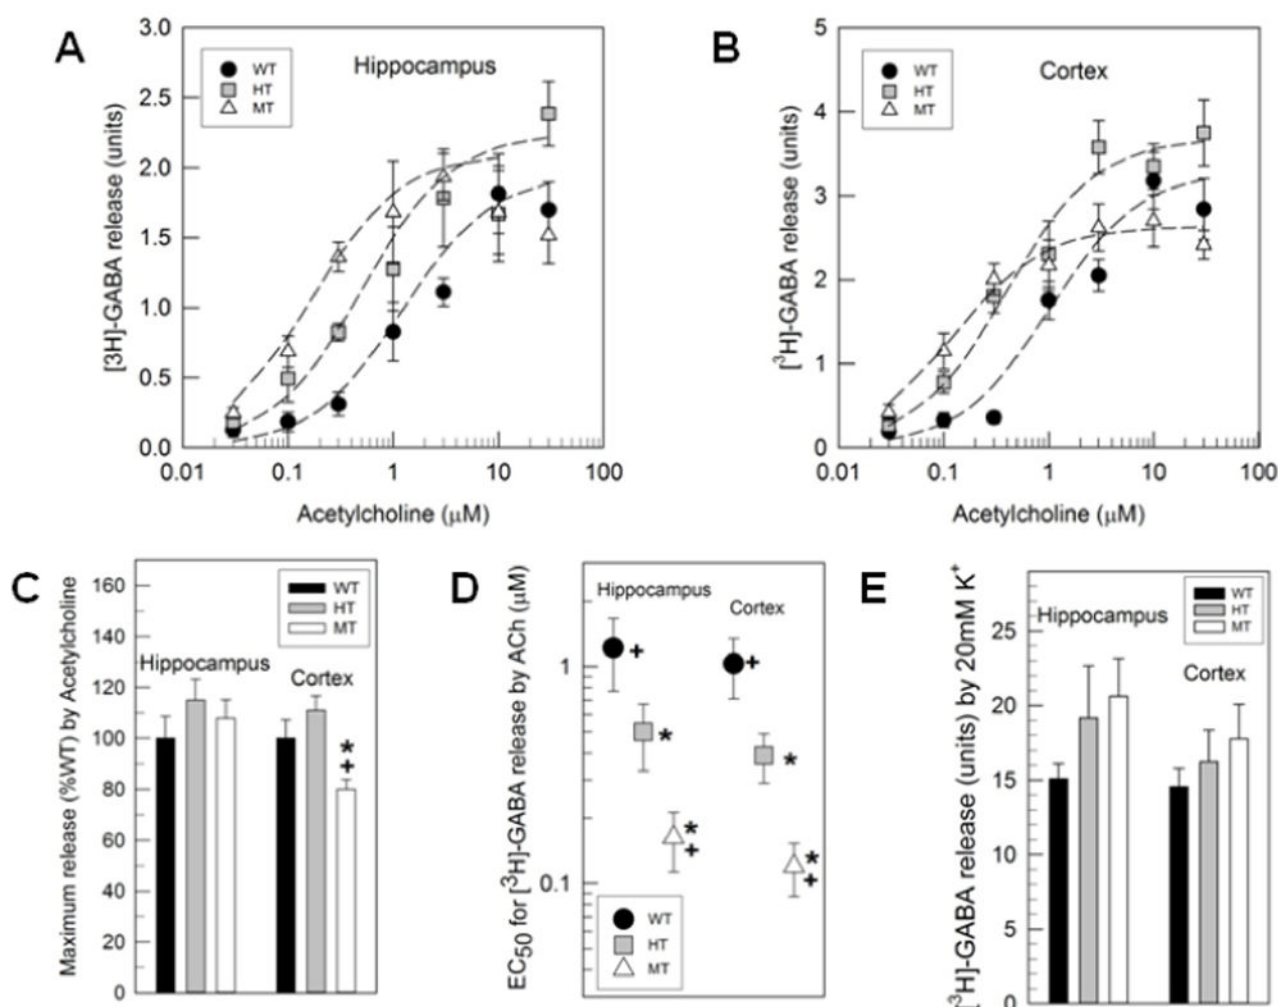 A
Hippocampus
WT
HT
MT
[3H]-GABA release (units)
3.0
2.5
2.0
1.5
1.0
0.5
0.0
0.01
0.1
1
10
100
Acetylcholine (μM)
B
Cortex
WT
HT
MT
[³H]-GABA release (units)
5
4
3
2
1
0
0.01
0.1
1
10
100
Acetylcholine (μM)
C
Maximum release (%WT) by Acetylcholine
160
140
120
100
80
60
40
20
0
WT
HT
MT
Hippocampus
Cortex
*
+
D
EC₅₀ for [³H]-GABA release by ACh (μM)
1
0.1
Hippocampus
Cortex
+
+
*
*
*
+
*
+
WT
HT
MT
E
[³H]-GABA release (units) by 20mM K⁺
25
20
15
10
5
0
WT
HT
MT
Hippocampus
Cortex